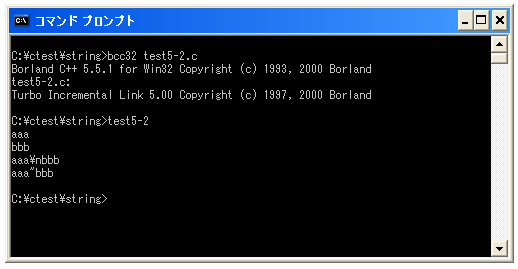 コマンド プロンプト
C:¥ctest¥string>bcc32 test5-2.c
Borland C++ 5.5.1 for Win32 Copyright (c) 1993, 2000 Borland
test5-2.c:
Turbo Incremental Link 5.00 Copyright (c) 1997, 2000 Borland
C:¥ctest¥string>test5-2
aaa
bbb
aaa¥nbbb
aaa"bbb
C:¥ctest¥string>